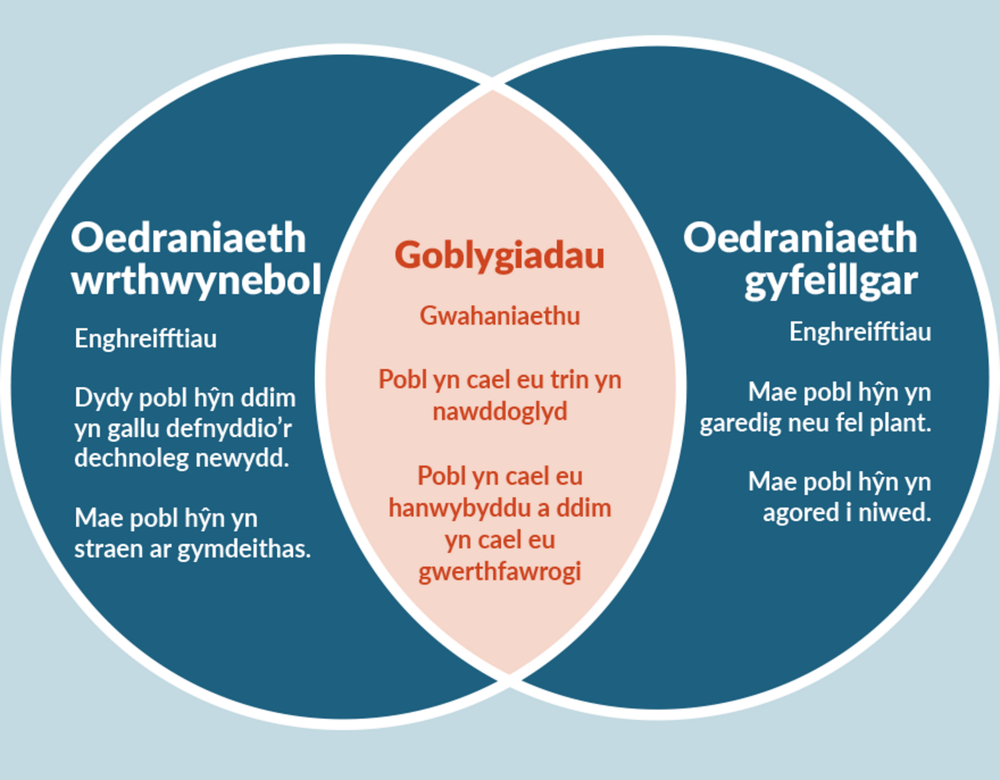 Oedraniaeth
wrthwynebol
Enghreifftiau
Dydy pobl hŷn ddim
yn gallu defnyddio’r
dechnoleg newydd.
Mae pobl hŷn yn
straen ar gymdeithas.
Goblygiadau
Gwahaniaethu
Pobl yn cael eu trin yn
nawddoglyd
Pobl yn cael eu
hanwybyddu a ddim
yn cael eu
gwerthfawrogi
Oedraniaeth
gyfeillgar
Enghreifftiau
Mae pobl hŷn yn
garedig neu fel plant.
Mae pobl hŷn yn
agored i niwed.